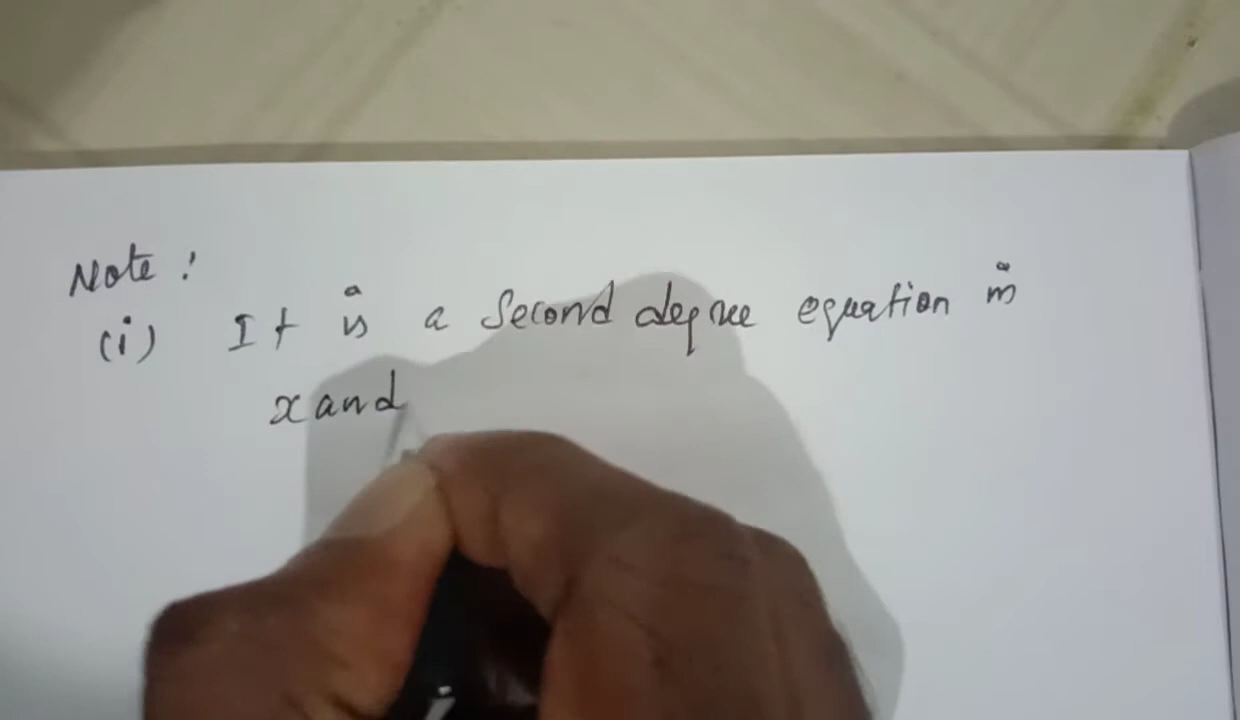 Note :
(i) It is a Second degree equation in
x and